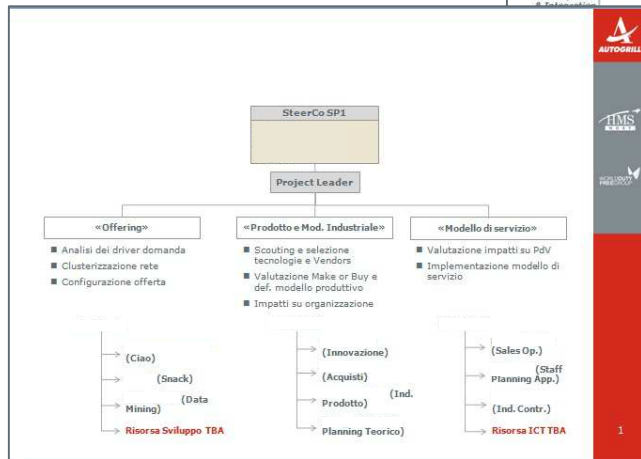 & Integration
AUTOGRILL
HMS
HOST
WORLD DUTY
FREE GROUP
SteerCo SP1
Project Leader
«Offering»
■ Analisi dei driver domanda
■ Clusterizzazione rete
■ Configurazione offerta
«Prodotto e Mod. Industriale»
■ Scouting e selezione
tecnologie e Vendors
■ Valutazione Make or Buy e
def. modello produttivo
■ Impatti su organizzazione
«Modello di servizio»
■ Valutazione impatti su PdV
■ Implementazione modello di
servizio
(Ciao)
(Snack)
(Data
Mining)
Risorsa Sviluppo TBA
(Innovazione)
(Acquisti)
(Ind.
Prodotto)
Planning Teorico)
(Sales Op.)
(Staff
Planning App.)
(Ind. Contr.)
Risorsa ICT TBA
1